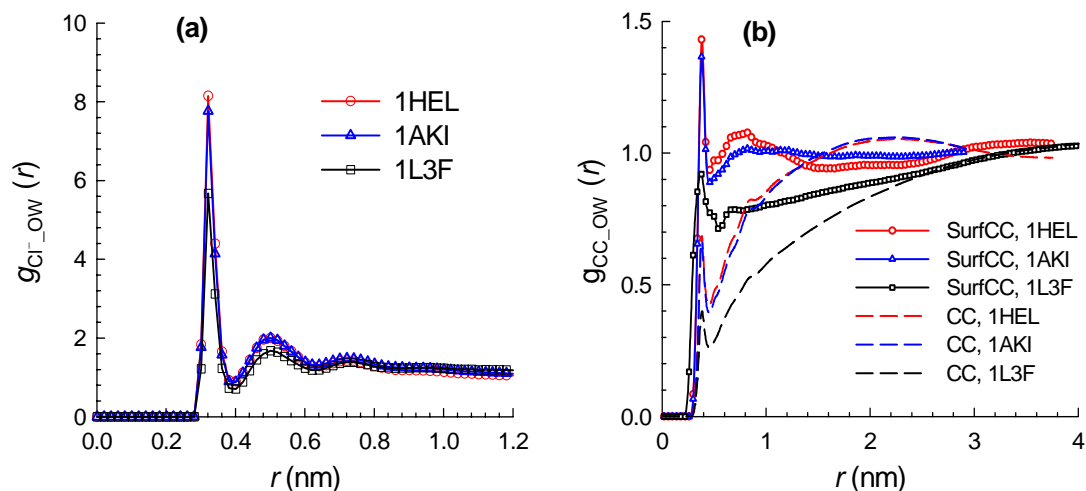 (a)
g Cl⁻_OW (r)
10
8
6
4
2
0
1HEL
1AKI
1L3F
0.0 0.2 0.4 0.6 0.8 1.0 1.2
r (nm)
(b)
g CC_OW (r)
1.5
1.0
0.5
0.0
SurfCC, 1HEL
SurfCC, 1AKI
SurfCC, 1L3F
CC, 1HEL
CC, 1AKI
CC, 1L3F
0 1 2 3 4
r (nm)